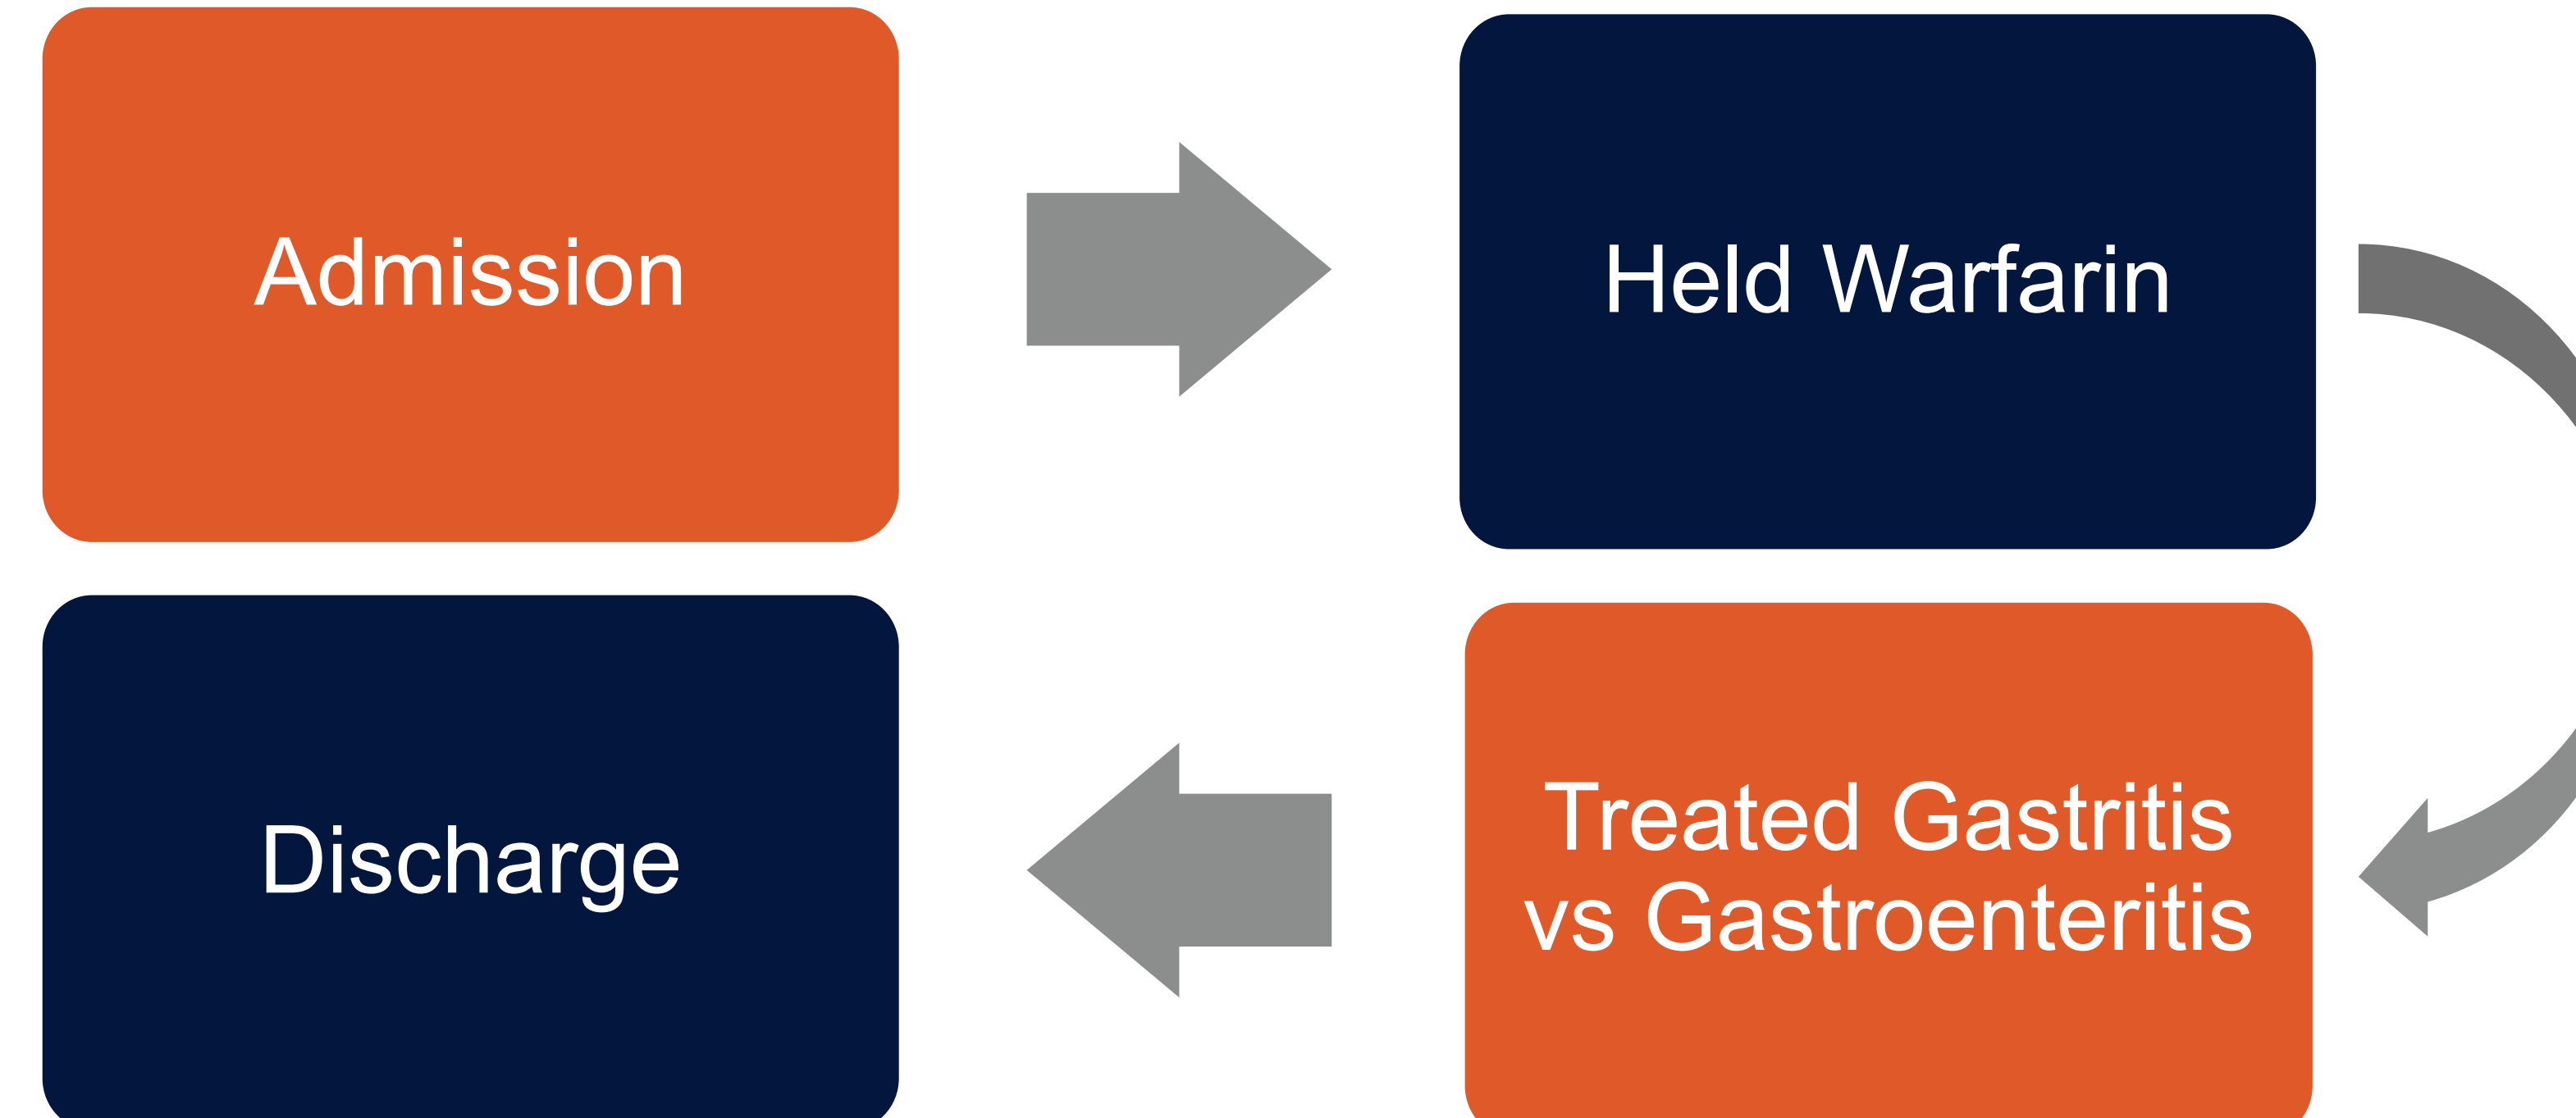 Admission
Held Warfarin
Treated Gastritis
vs Gastroenteritis
Discharge